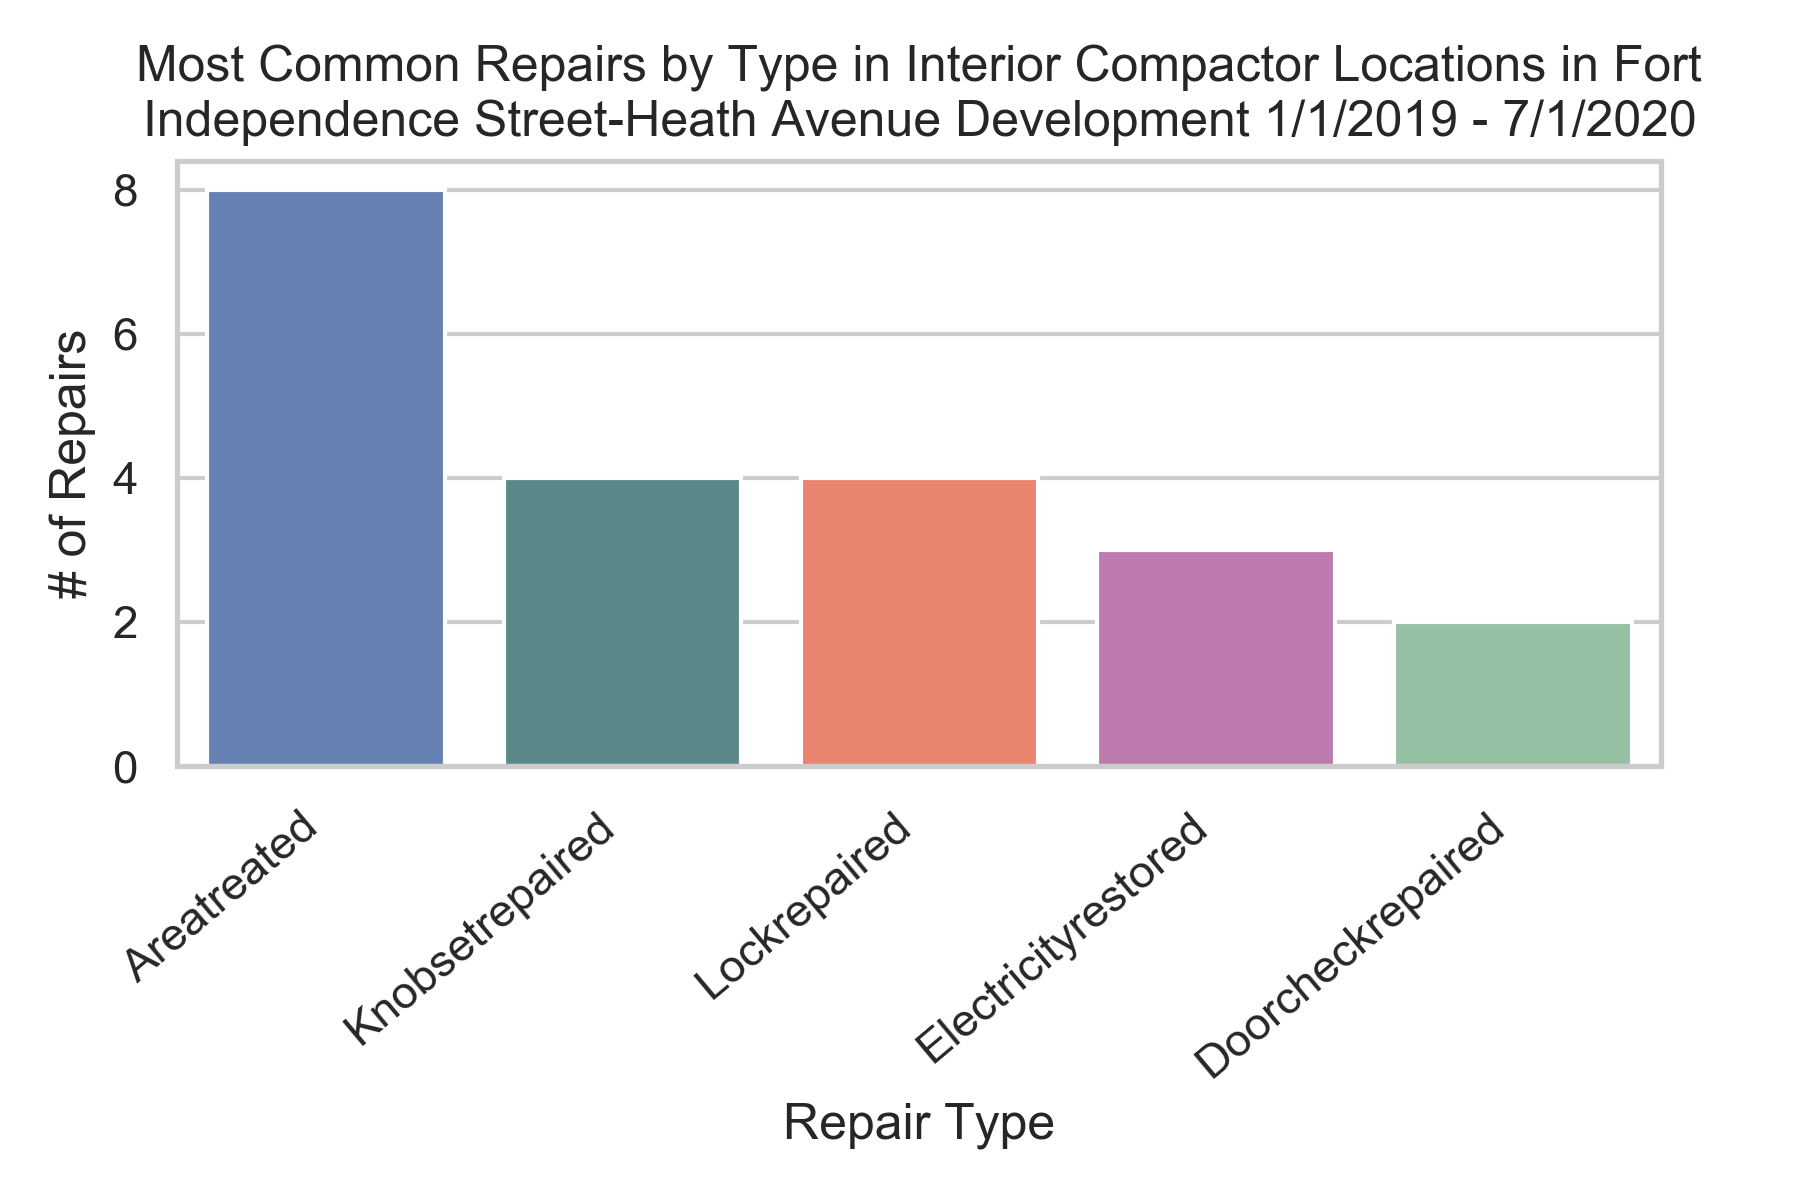 Most Common Repairs by Type in Interior Compactor Locations in Fort
Independence Street-Heath Avenue Development 1/1/2019 - 7/1/2020
# of Repairs
8
6
4
2
0
Areatreated
Knobsetrepaired
Lockrepaired
Electricityrestored
Doorcheckrepaired
Repair Type